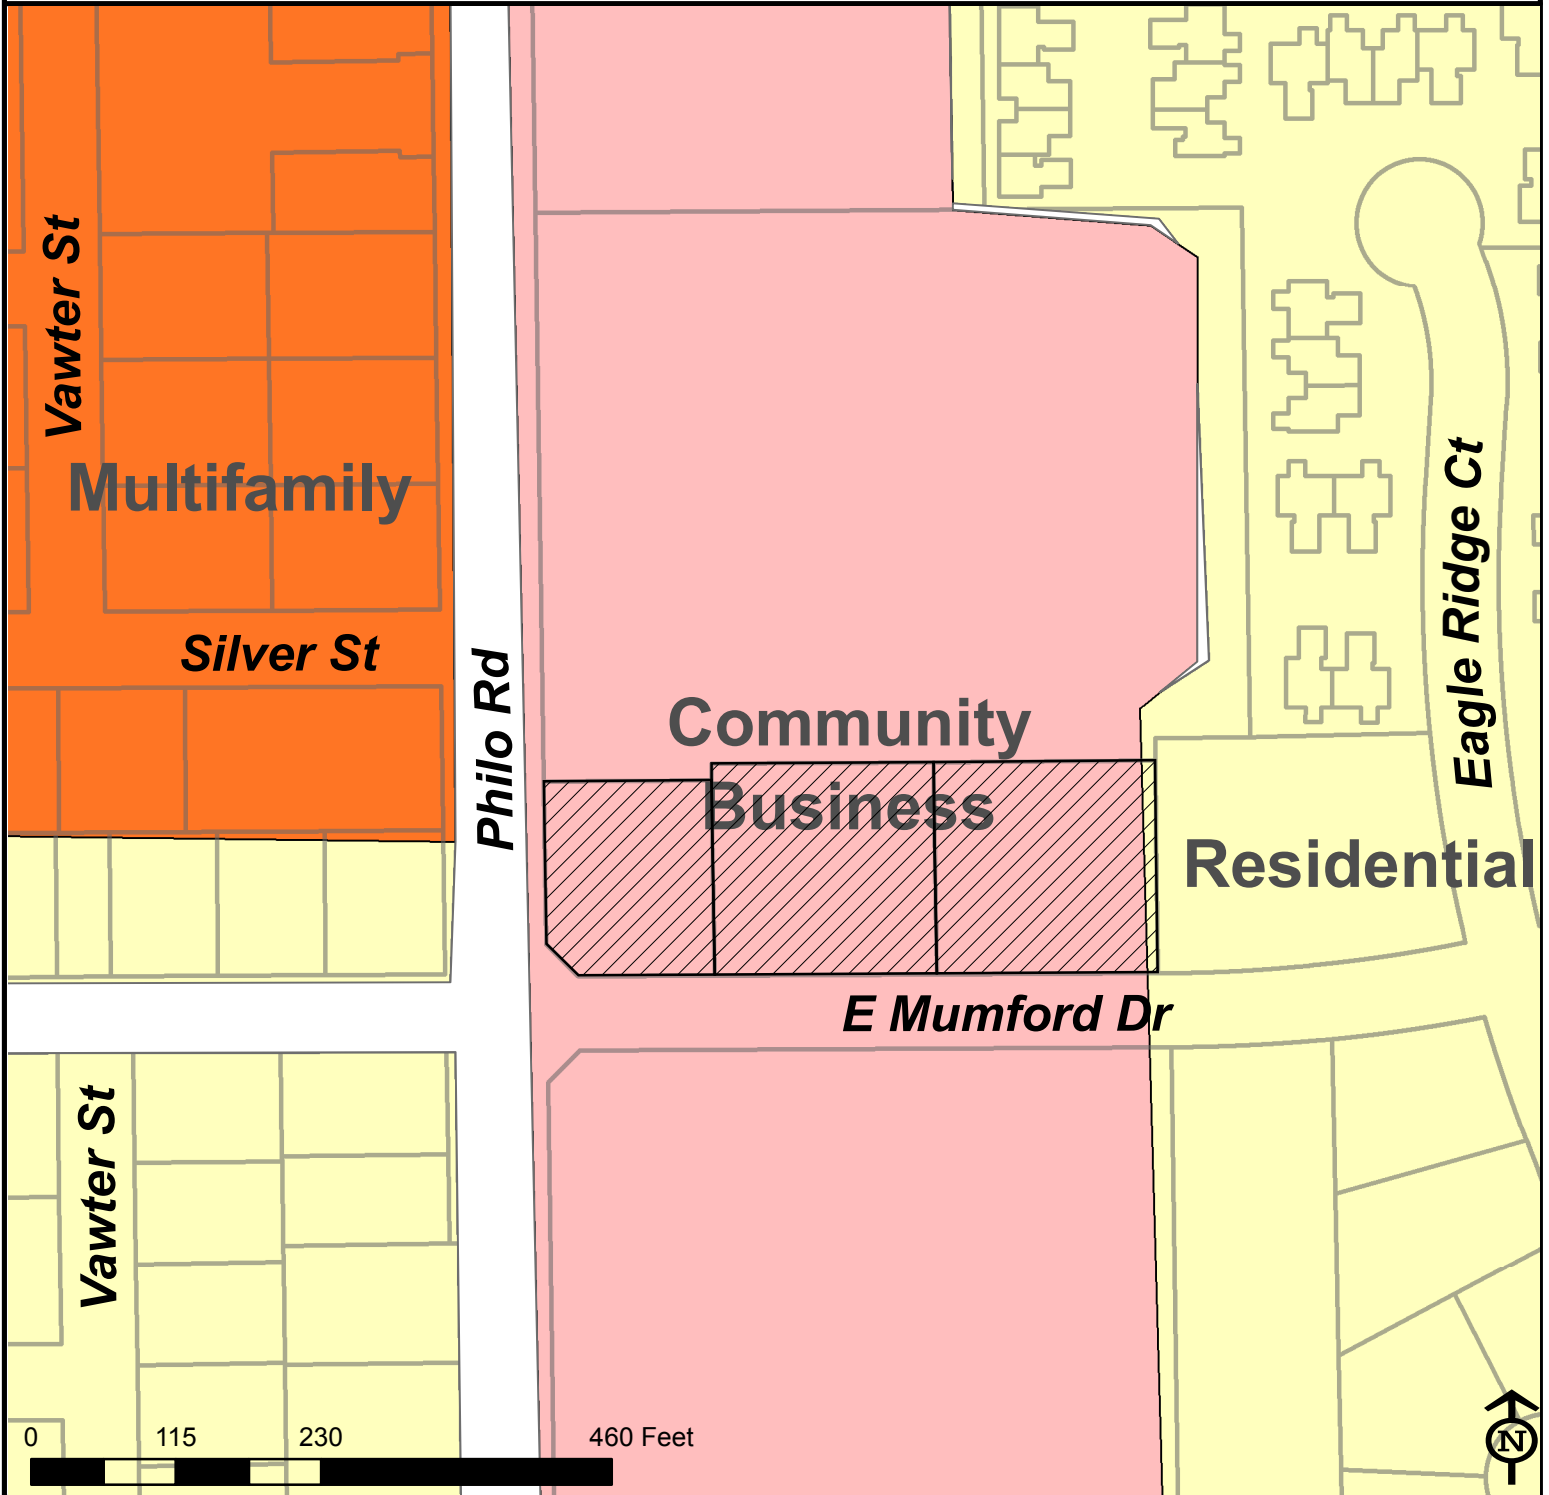 Vawter St
Multifamily
Silver St
Philo Rd
Community
Business
Eagle Ridge Ct
Residential
E Mumford Dr
Vawter St
0 115 230 460 Feet
N